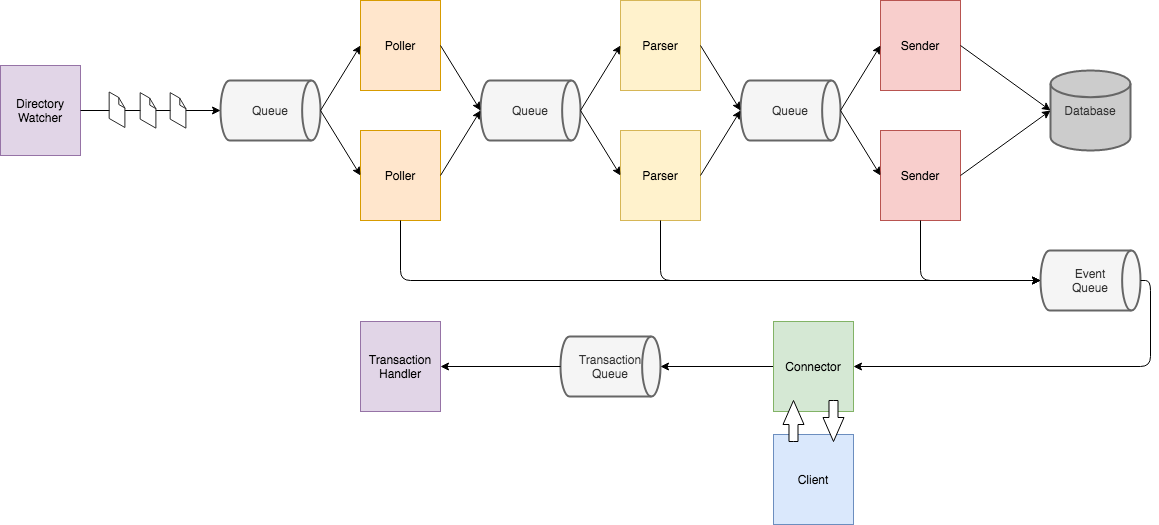 Poller
Parser
Sender
Directory
Watcher
Queue
Queue
Queue
Database
Poller
Parser
Sender
Event
Queue
Transaction
Handler
Transaction
Queue
Connector
Client